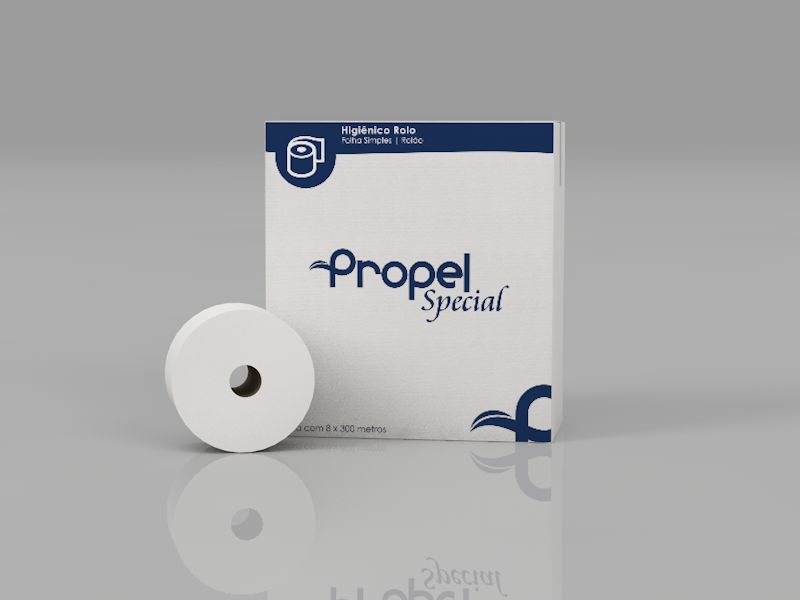 Higiênico Rolo
Folha Simples | Rolão
Propel
Special
com 8 x 300 metros